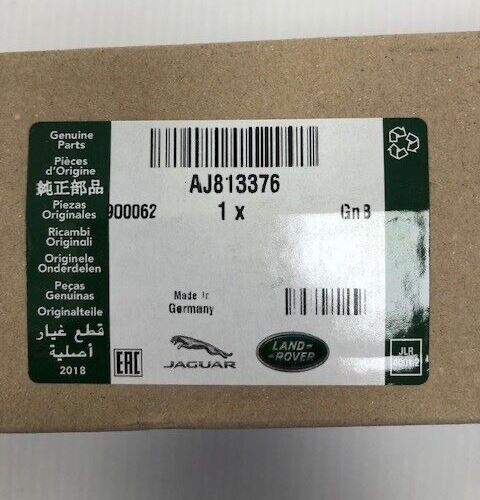 Genuine
Parts
Pièces
d'Origine
純正部品
Piezas
Originales
Ricambi
Originali
Originele
Onderdelen
Peças
Genuinas
Originalteile
قطع غيار
أصلية
2018
AJ813376
900062 1 x GnB
Made In
Germany
EAC
JAGUAR
LAND-
ROVER
JLR